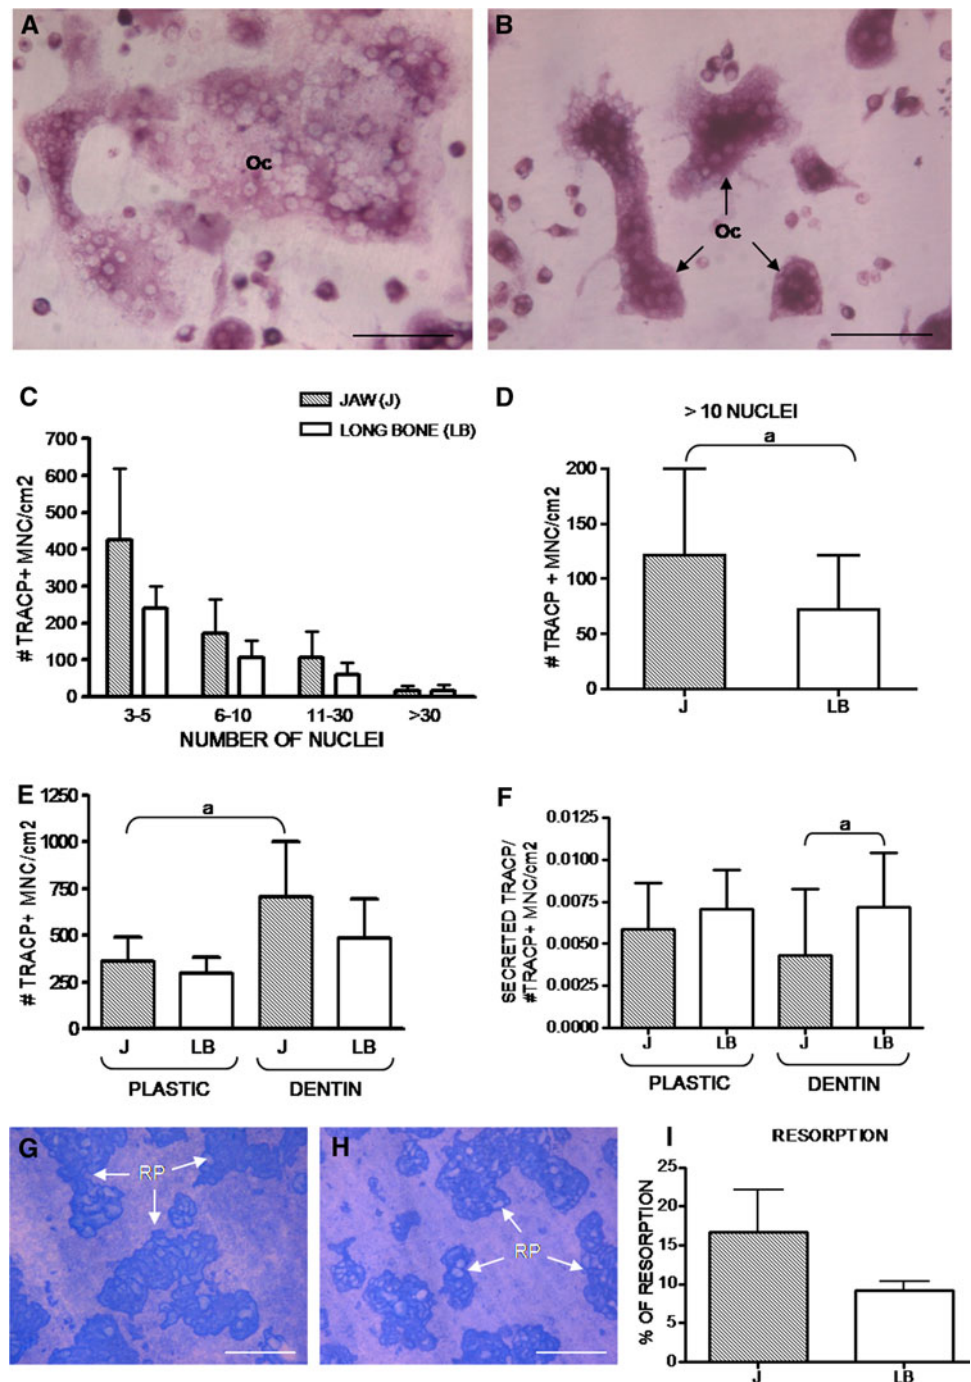 A
Oc
B
Oc
C
JAW (J)
LONG BONE (LB)
# TRACP+ MNC/cm2
700
600
500
400
300
200
100
0
3-5 6-10 11-30 >30
NUMBER OF NUCLEI
D
> 10 NUCLEI
a
# TRACP + MNC/cm2
200
150
100
50
0
J LB
E
# TRACP+ MNC/cm2
1250
1000
750
500
250
0
a
J LB J LB
PLASTIC DENTIN
F
SECRETED TRACP/
#TRACP+ MNC/cm2
0.0125
0.0100
0.0075
0.0050
0.0025
0.0000
a
J LB J LB
PLASTIC DENTIN
G
RP
H
RP
I
RESORPTION
% OF RESORPTION
25
20
15
10
5
0
J LB